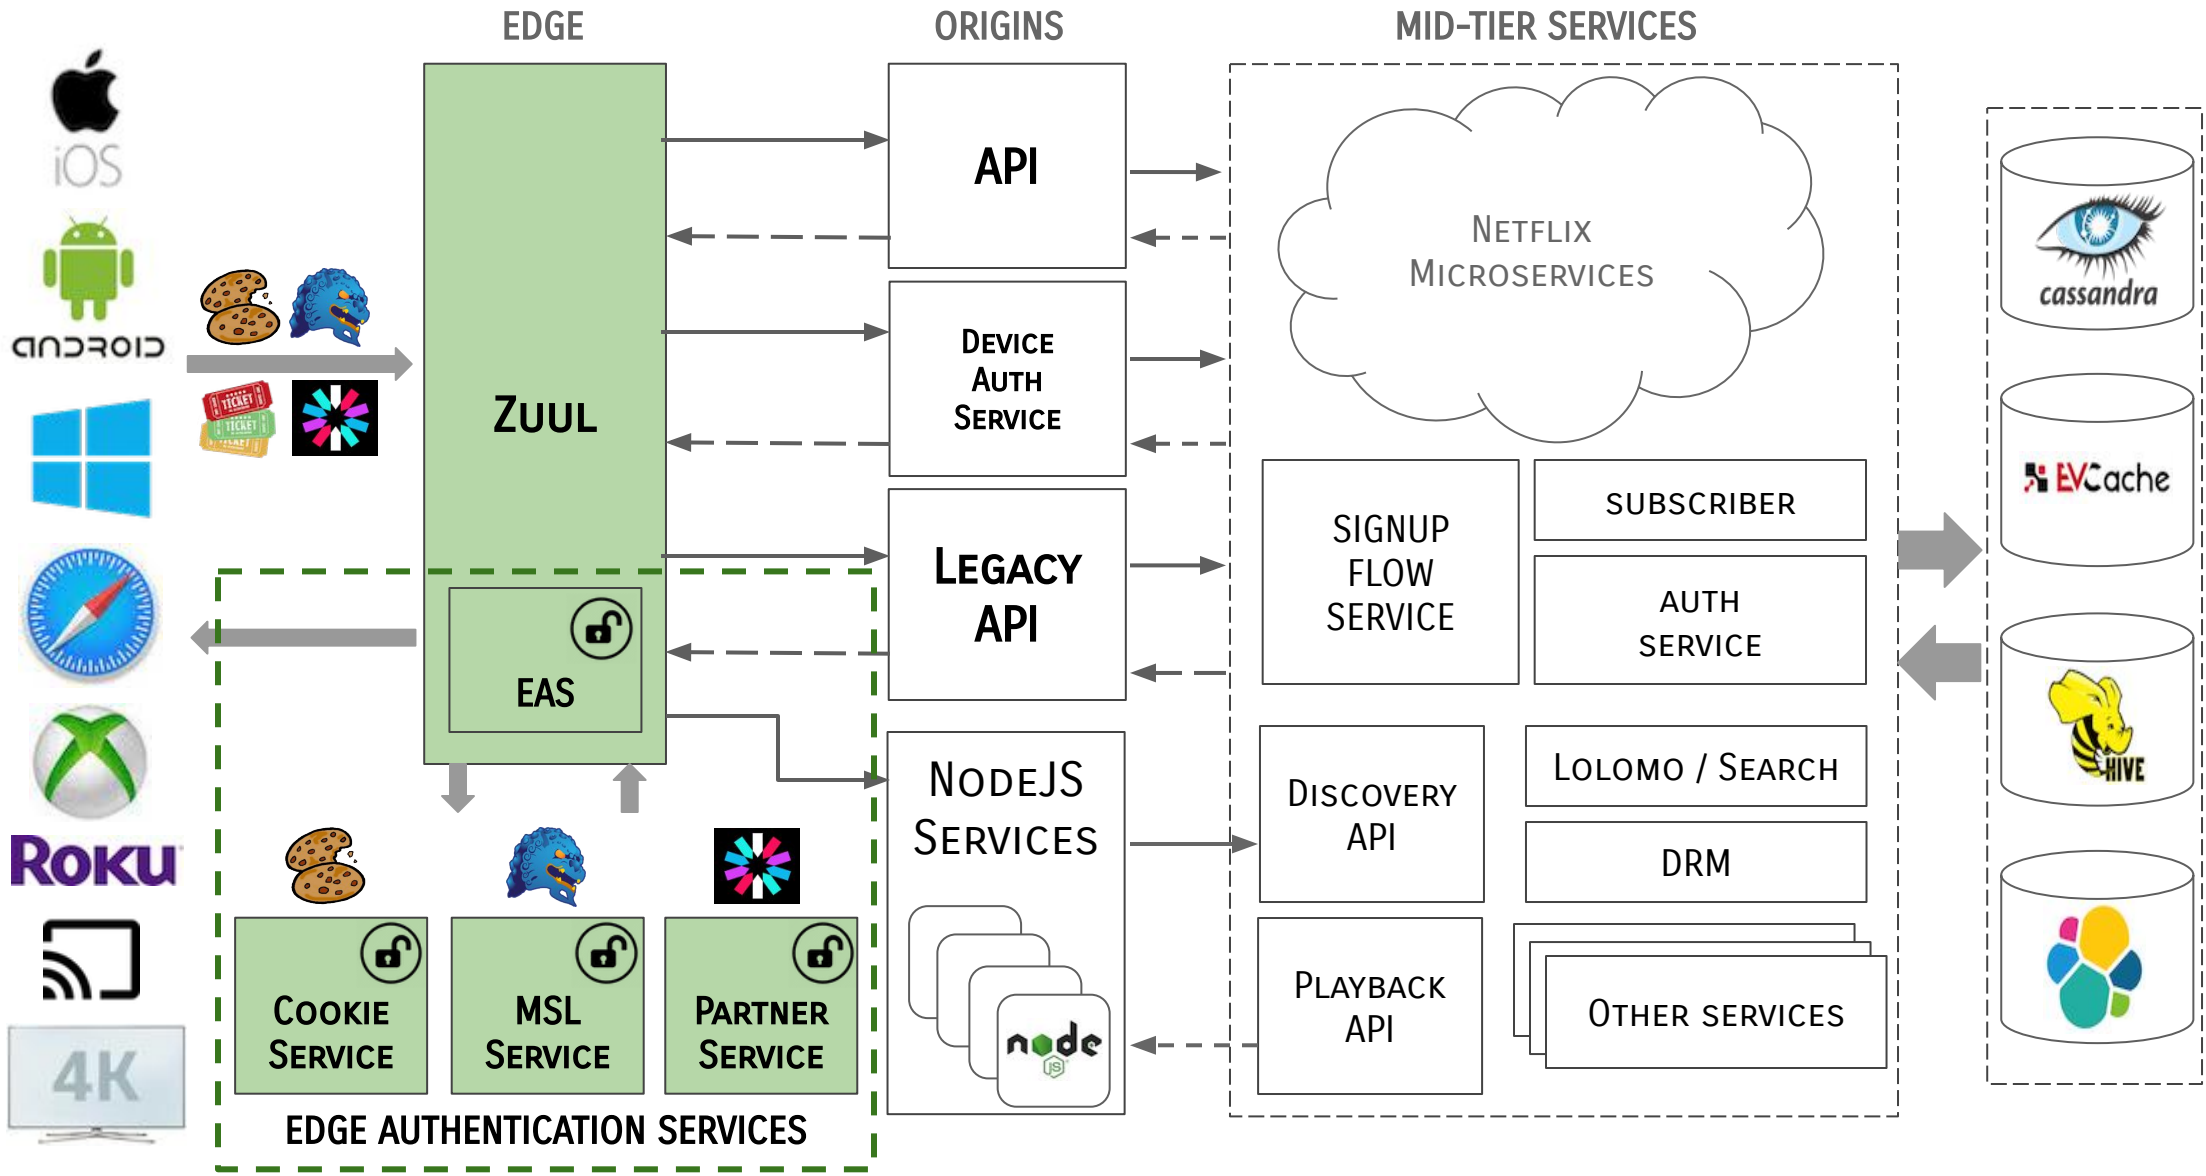 EDGE
ORIGINS
MID-TIER SERVICES
iOS
ANDROID
ROKU
4K
TICKET
TICKET
ZUUL
EAS
COOKIE
SERVICE
MSL
SERVICE
PARTNER
SERVICE
EDGE AUTHENTICATION SERVICES
API
DEVICE
AUTH
SERVICE
LEGACY
API
NODEJS
SERVICES
node
JS
NETFLIX
MICROSERVICES
SIGNUP
FLOW
SERVICE
SUBSCRIBER
AUTH
SERVICE
DISCOVERY
API
LOLOMO / SEARCH
DRM
PLAYBACK
API
OTHER SERVICES
cassandra
EVCache
HIVE